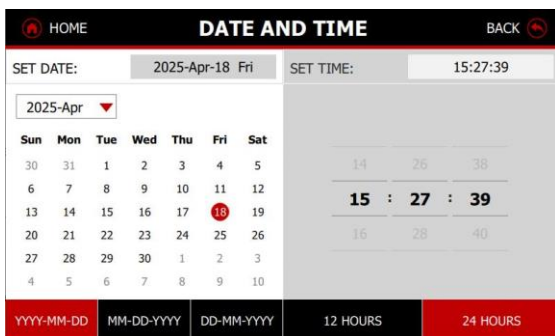 HOME DATE AND TIME BACK
SET DATE: 2025-Apr-18 Fri SET TIME: 15:27:39
2025-Apr
Sun Mon Tue Wed Thu Fri Sat
30 31 1 2 3 4 5
6 7 8 9 10 11 12
13 14 15 16 17 18 19
20 21 22 23 24 25 26
27 28 29 30 1 2 3
4 5 6 7 8 9 10
14 26 38
15 : 27 : 39
16 28 40
YYYY-MM-DD MM-DD-YYYY DD-MM-YYYY 12 HOURS 24 HOURS